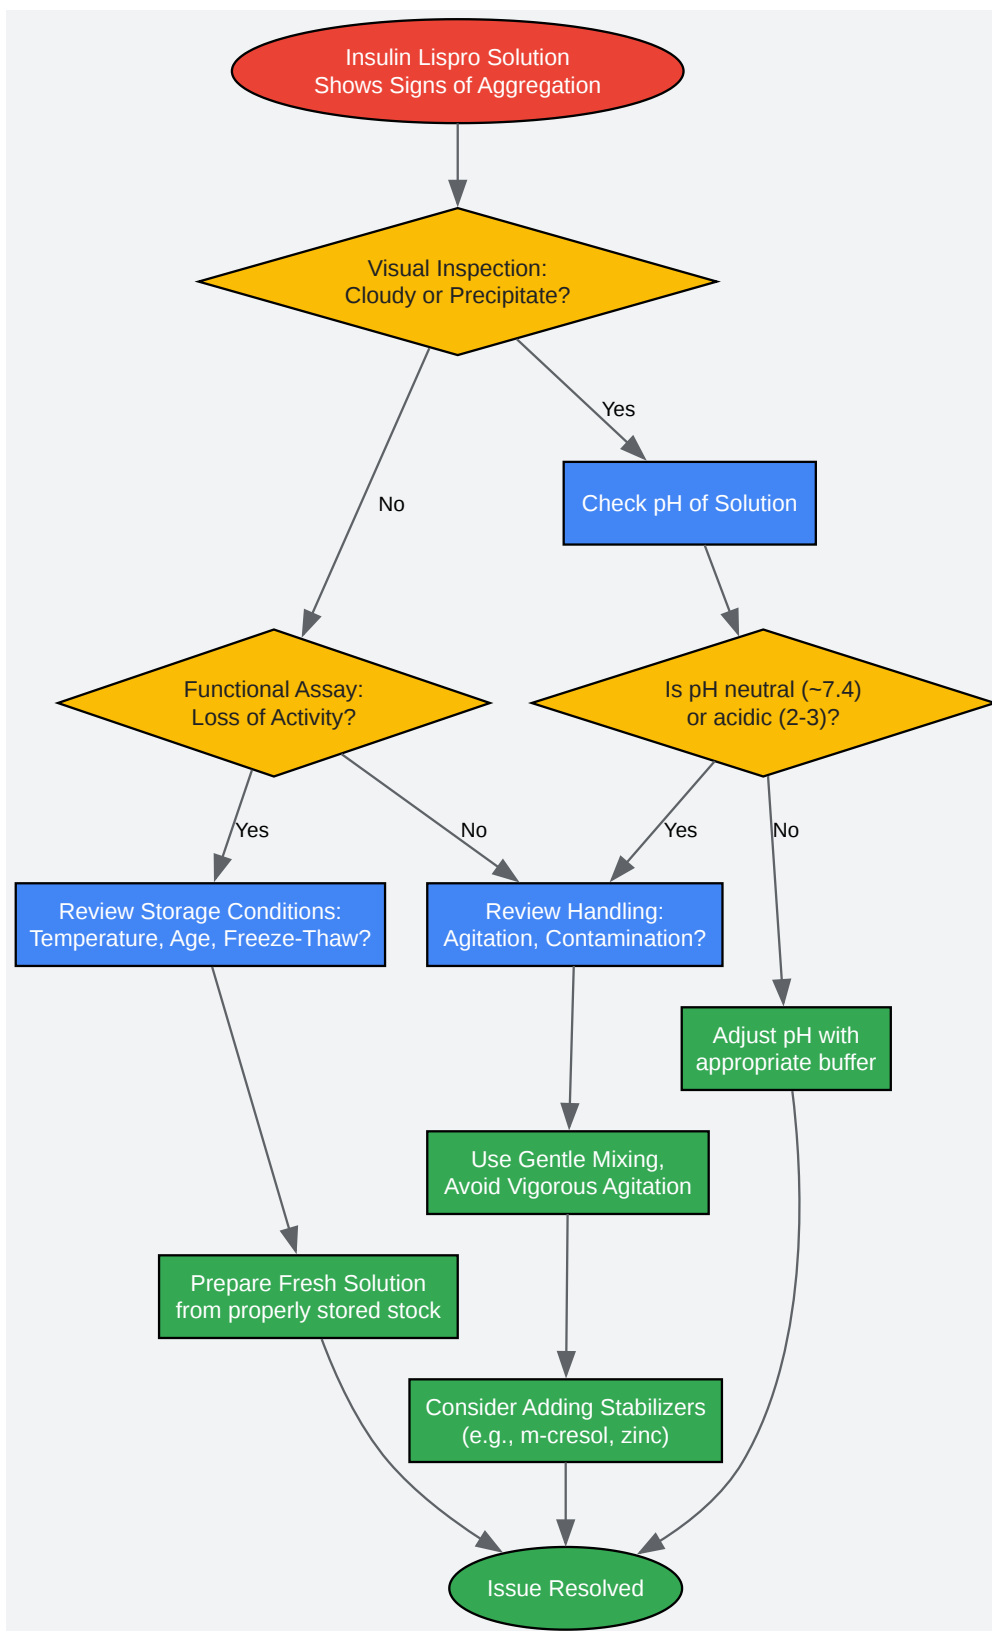 Insulin Lispro Solution
Shows Signs of Aggregation
Visual Inspection:
Cloudy or Precipitate?
Yes
No
Check pH of Solution
Functional Assay:
Loss of Activity?
Is pH neutral (~7.4)
or acidic (2-3)?
Yes
No
Yes
No
Review Storage Conditions:
Temperature, Age, Freeze-Thaw?
Review Handling:
Agitation, Contamination?
Adjust pH with
appropriate buffer
Use Gentle Mixing,
Avoid Vigorous Agitation
Prepare Fresh Solution
from properly stored stock
Consider Adding Stabilizers
(e.g., m-cresol, zinc)
Issue Resolved